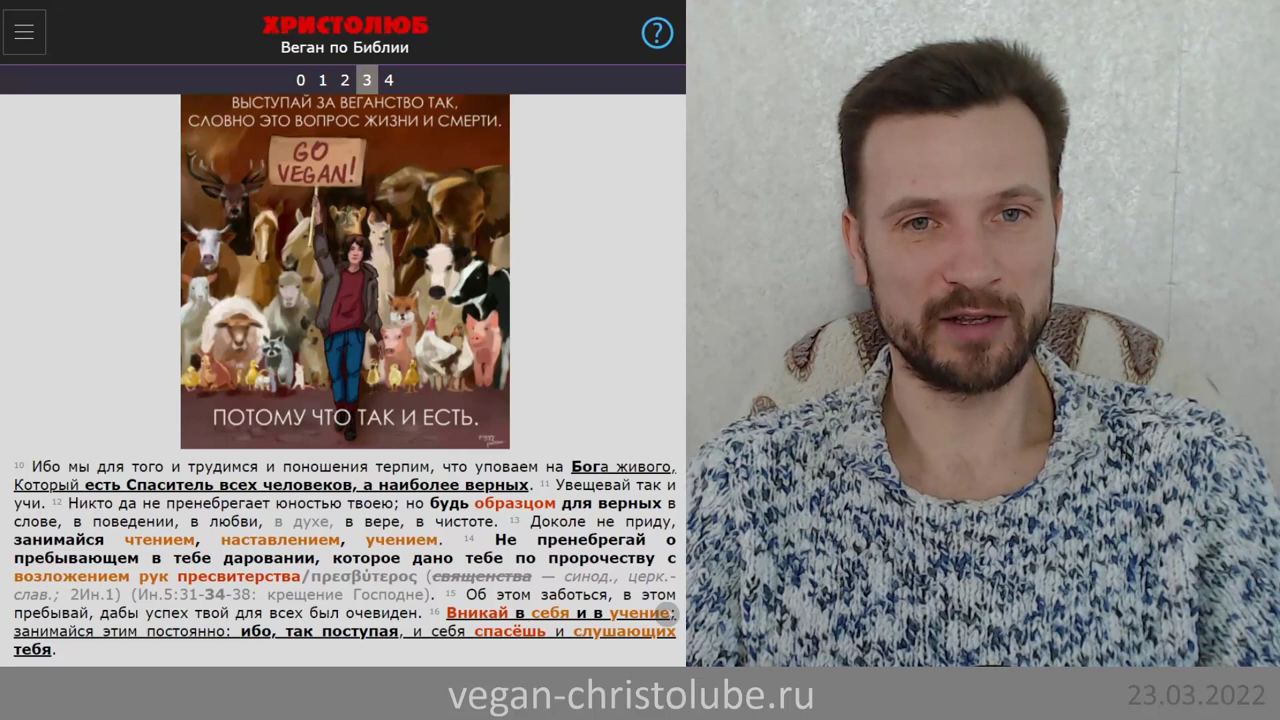 ХРИСТОЛЮБ
Веган по Библии
?
0 1 2 3 4
ВЫСТУПАЙ ЗА ВЕГАНСТВО ТАК,
СЛОВНО ЭТО ВОПРОС ЖИЗНИ И СМЕРТИ.
GO
VEGAN!
ПОТОМУ ЧТО ТАК И ЕСТЬ.
10 Ибо мы для того и трудимся и поношения терпим, что уповаем на Бога живого,
Который есть Спаситель всех человеков, а наиболее верных. 11 Увещевай так и
учи. 12 Никто да не пренебрегает юностью твоею; но будь образцом для верных в
слове, в поведении, в любви, в духе, в вере, в чистоте. 13 Доколе не приду,
занимайся чтением, наставлением, учением. 14 Не пренебрегай о
пребывающем в тебе даровании, которое дано тебе по пророчеству с
возложением рук пресвитерства/πρεσβύτερος (священства — синод., церк.-
слав.; 2Ин.1) (Ин.5:31-34-38: крещение Господне). 15 Об этом заботься, в этом
пребывай, дабы успех твой для всех был очевиден. 16 Вникай в себя и в учение;
занимайся этим постоянно: ибо, так поступая, и себя спасёшь и слушающих
тебя.
vegan-christolube.ru
23.03.2022